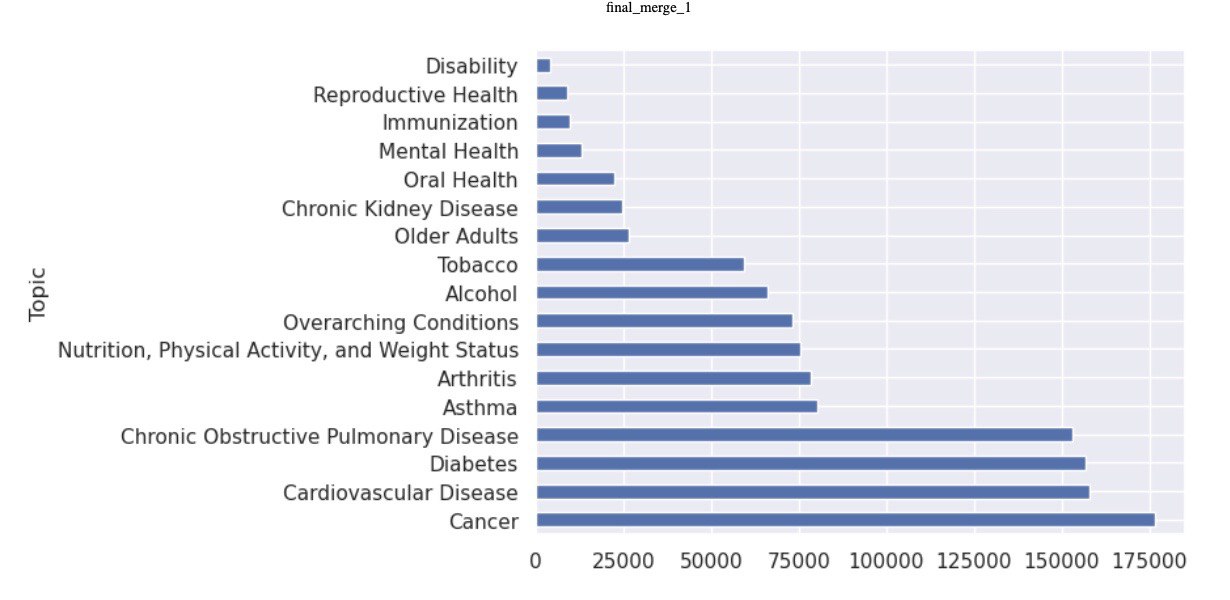 final_merge_1
Disability
Reproductive Health
Immunization
Mental Health
Oral Health
Chronic Kidney Disease
Older Adults
Tobacco
Alcohol
Overarching Conditions
Nutrition, Physical Activity, and Weight Status
Arthritis
Asthma
Chronic Obstructive Pulmonary Disease
Diabetes
Cardiovascular Disease
Cancer
Topic
0 25000 50000 75000 100000 125000 150000 175000